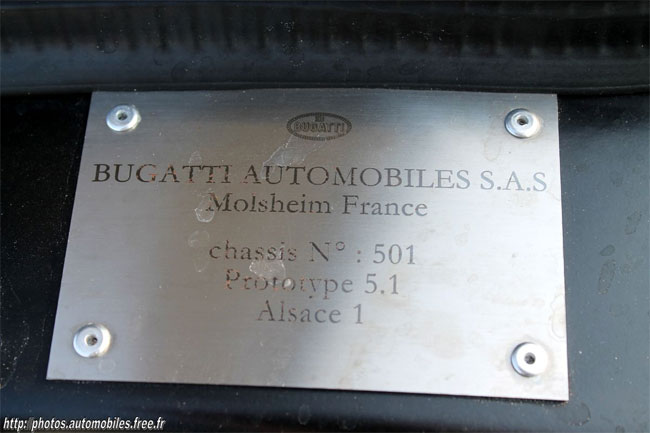 BUGATTI
BUGATTI AUTOMOBILES S.A.S
Molsheim France
chassis N° : 501
Prototype 5.1
Alsace 1
http: photos.automobiles.free.fr